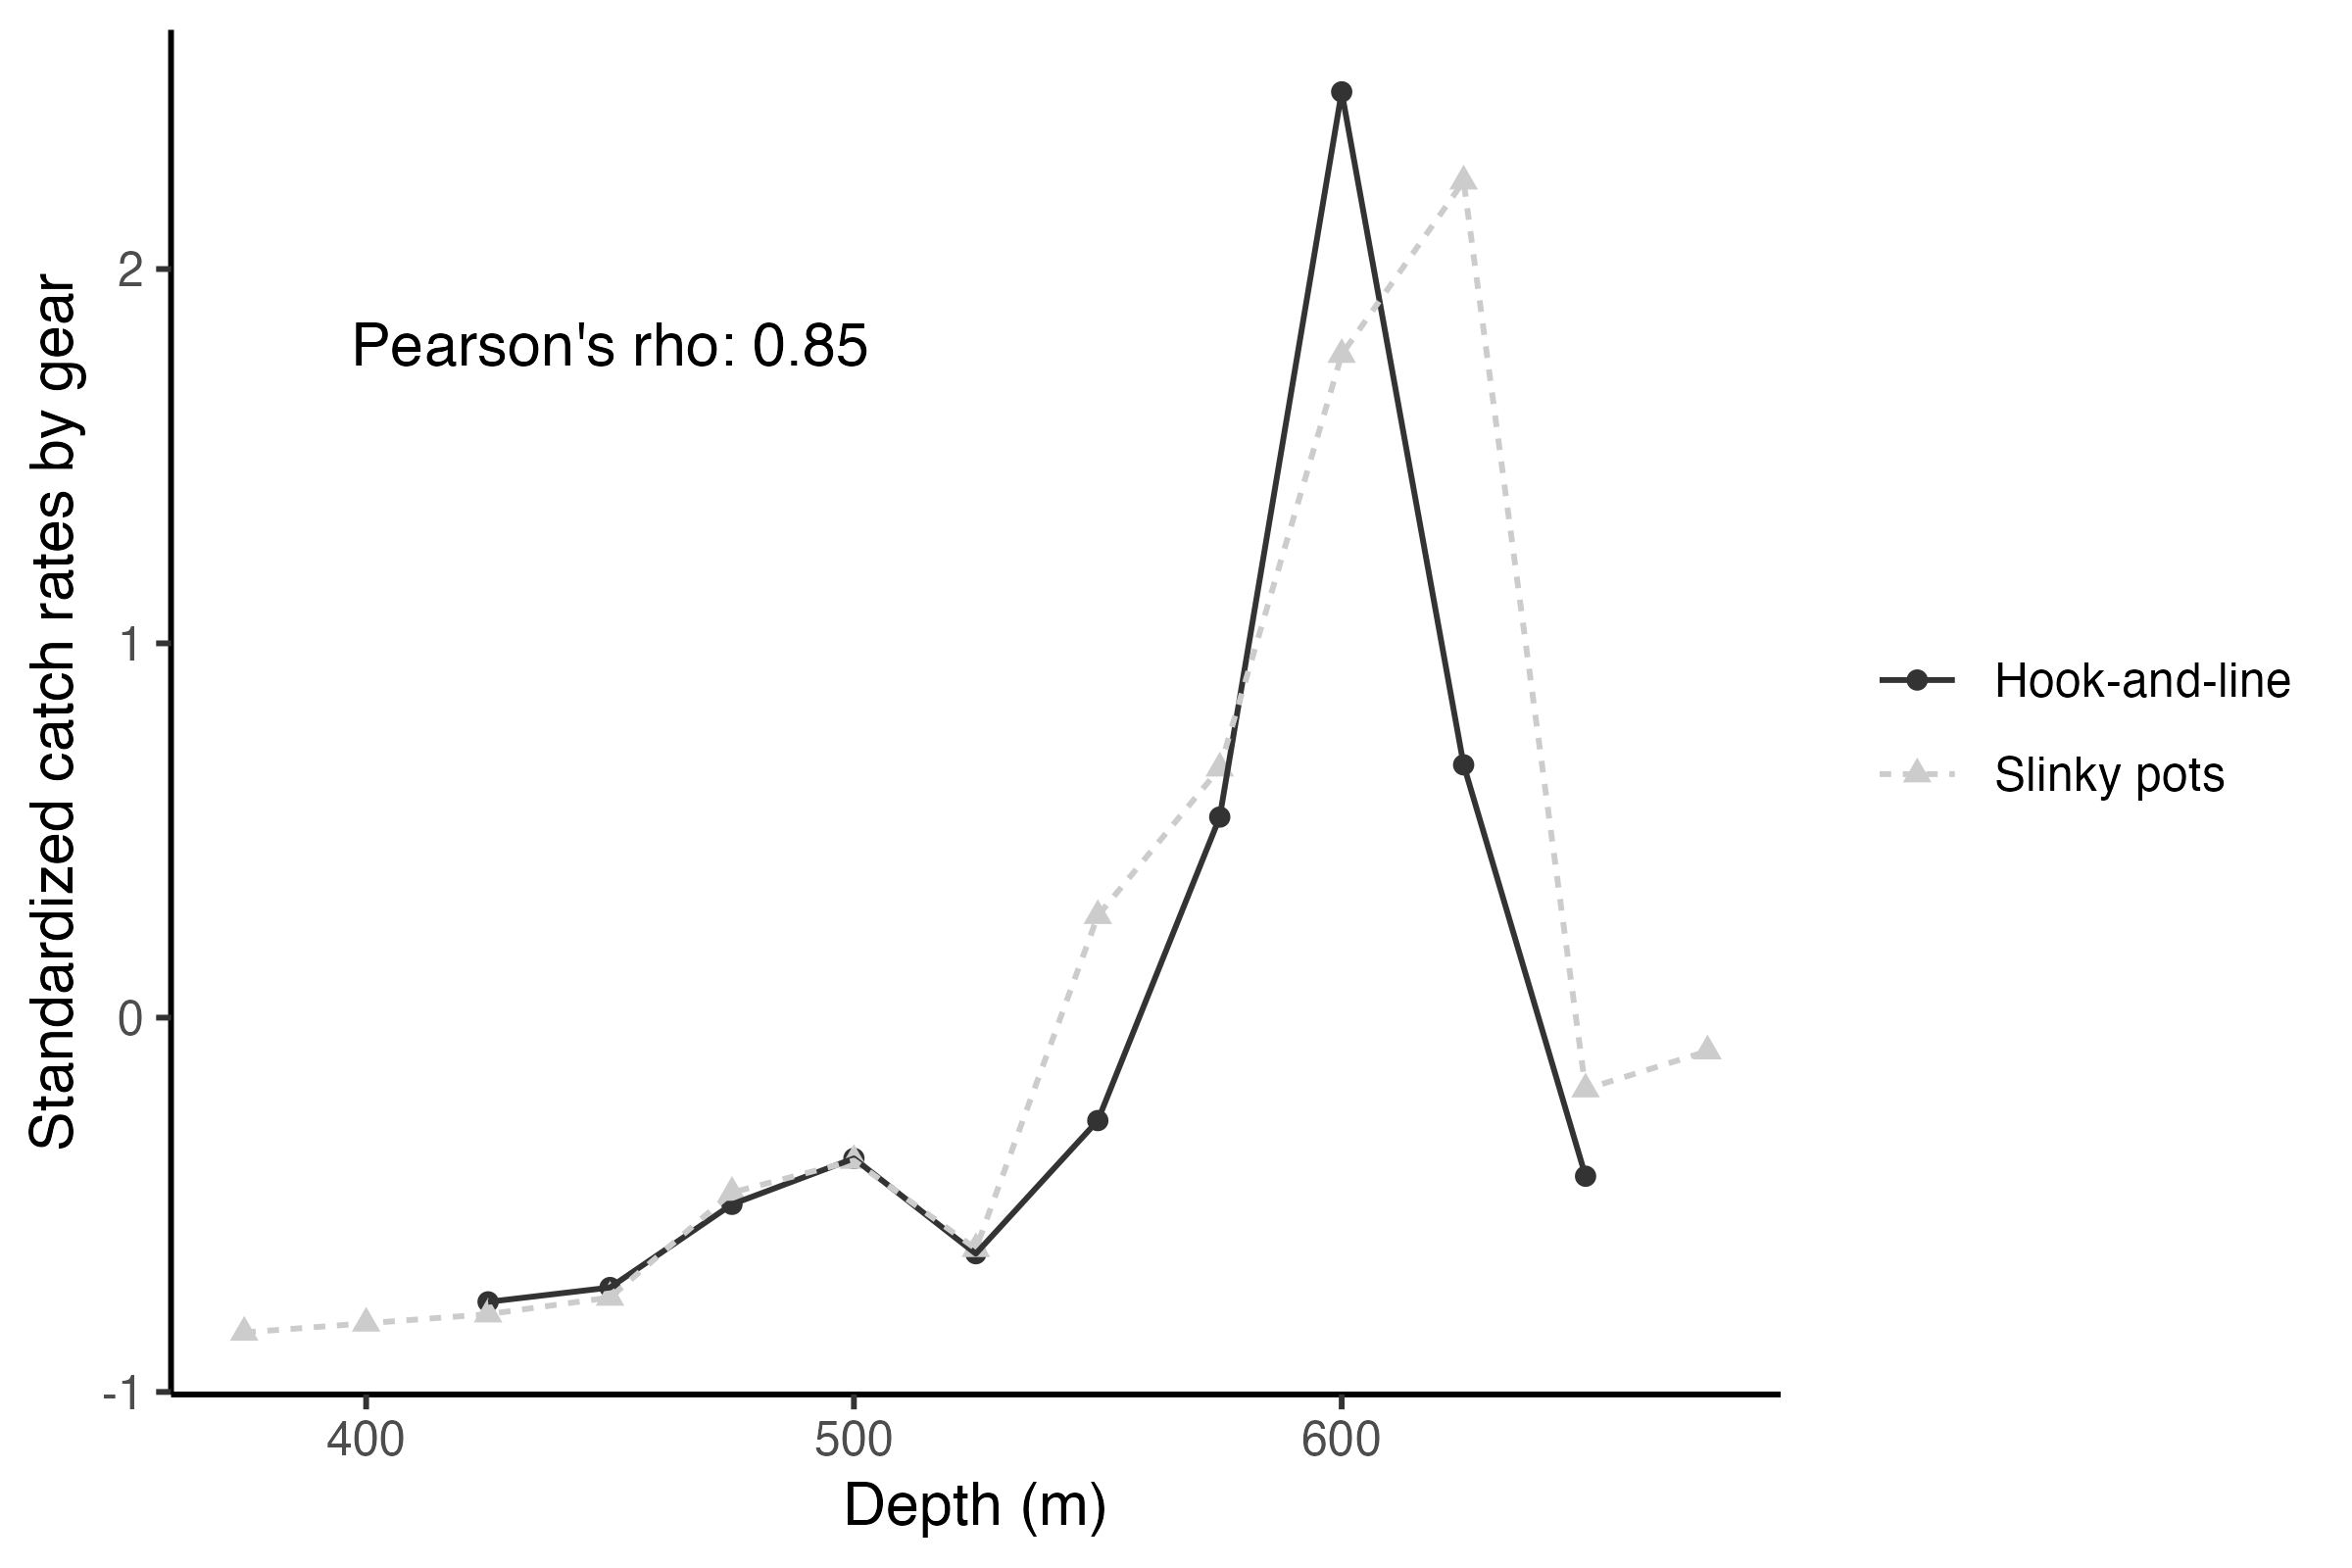 Standardized catch rates by gear
2
1
0
-1
Pearson's rho: 0.85
400 500 600
Depth (m)
Hook-and-line
Slinky pots